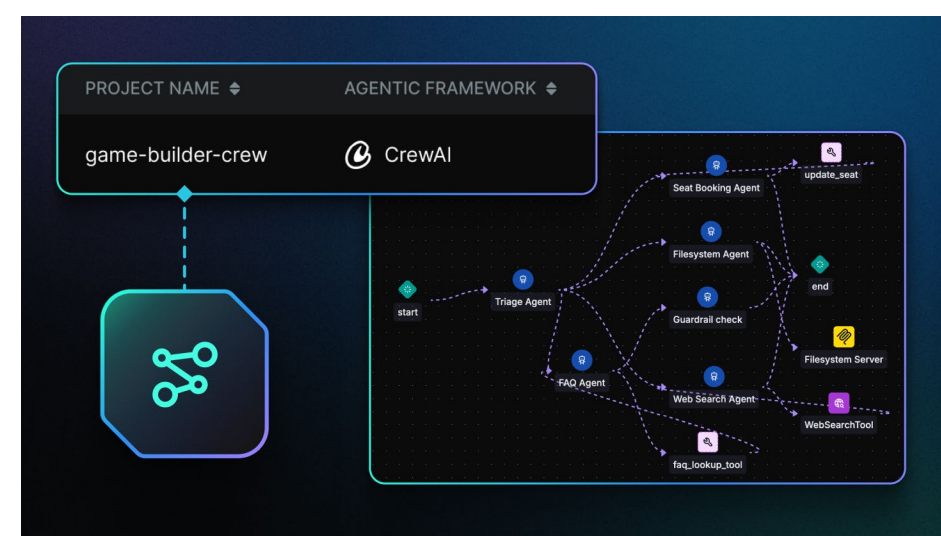 PROJECT NAME
AGENTIC FRAMEWORK
game-builder-crew
CrewAI
update_seat
Seat Booking Agent
Filesystem Agent
end
Triage Agent
start
Guardrail check
Filesystem Server
FAQ Agent
Web Search Agent
WebSearchTool
faq_lookup_tool